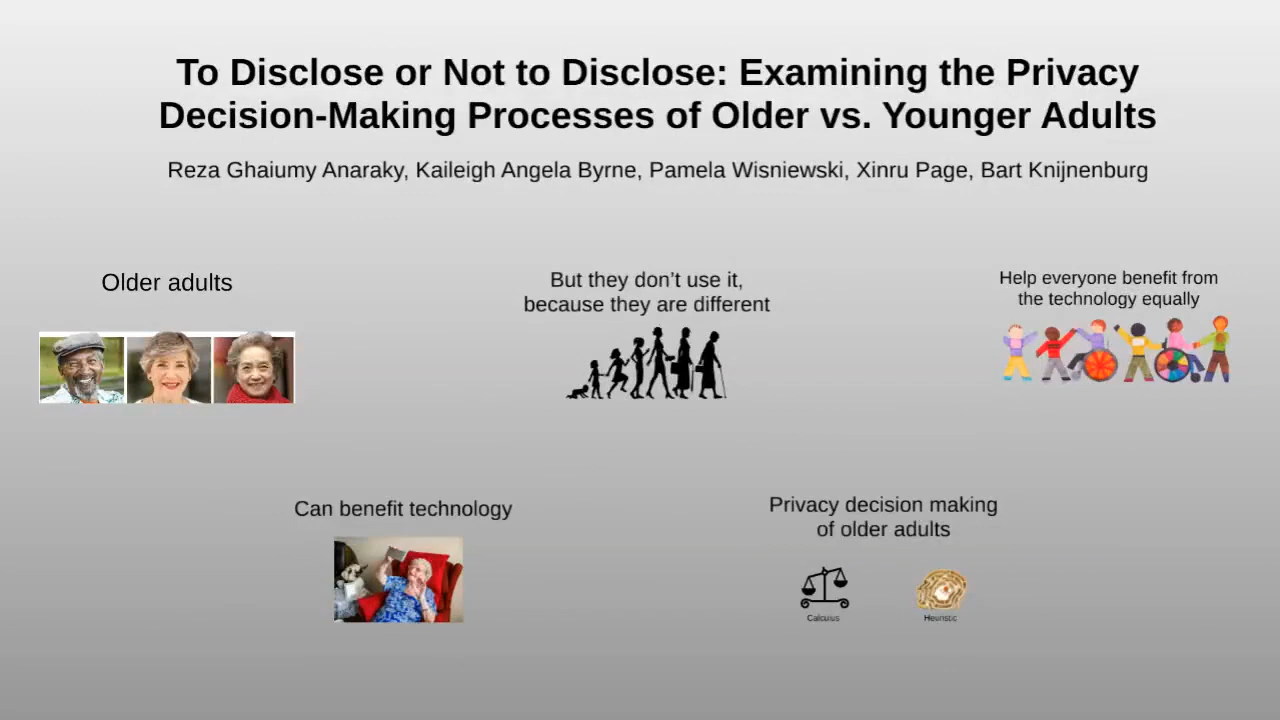 To Disclose or Not to Disclose: Examining the Privacy
Decision-Making Processes of Older vs. Younger Adults
Reza Ghaiumy Anaraky, Kaileigh Angela Byrne, Pamela Wisniewski, Xinru Page, Bart Knijnenburg
Older adults
But they don’t use it,
because they are different
Help everyone benefit from
the technology equally
Can benefit technology
Privacy decision making
of older adults
Calculus
Heuristic